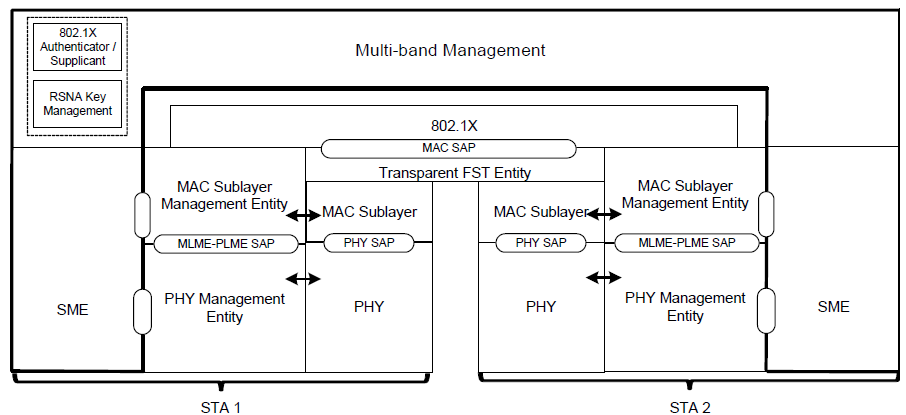 802.1X
Authenticator /
Supplicant
RSNA Key
Management
Multi-band Management
802.1X
MAC SAP
Transparent FST Entity
MAC Sublayer
Management Entity
MAC Sublayer
MAC Sublayer
MAC Sublayer
Management Entity
MLME-PLME SAP
PHY SAP
PHY SAP
MLME-PLME SAP
SME
PHY Management
Entity
PHY
PHY
PHY Management
Entity
SME
STA 1
STA 2